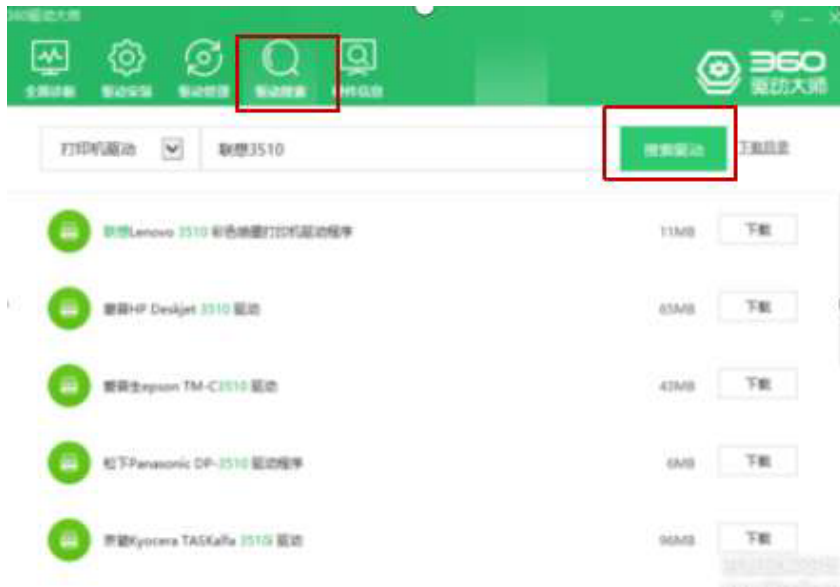 360驱动大师
全面诊断 驱动安装 驱动管理 驱动搜索 硬件信息
360
驱动大师
打印机驱动 联想3510 搜索驱动 下载目录
联想Lenovo 3510 彩色喷墨打印机驱动程序 11MB 下载
惠普HP Deskjet 3510 驱动 65MB 下载
爱普生epson TM-C3510 驱动 43MB 下载
松下Panasonic DP-3510 驱动程序 6MB 下载
京瓷Kyocera TASKalfa 3510i 驱动 96MB 下载